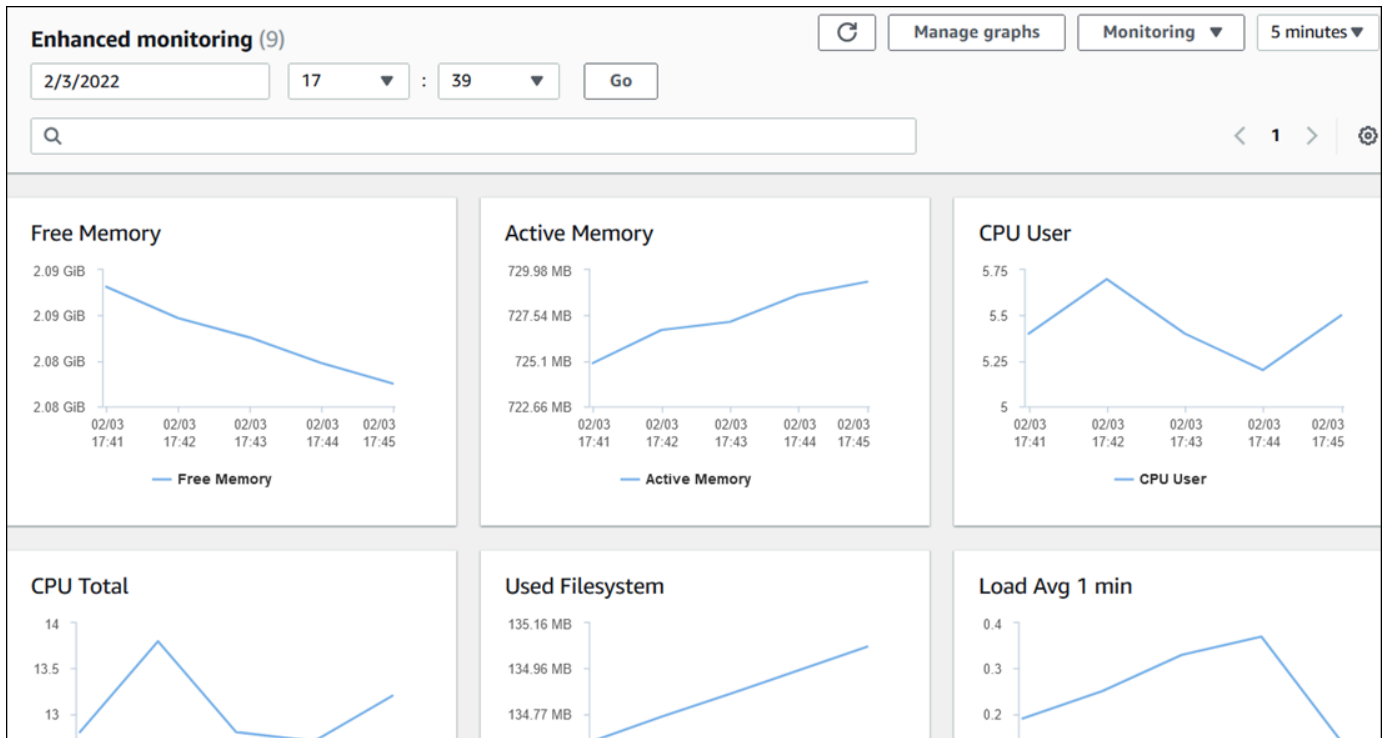 Enhanced monitoring (9)
Manage graphs
Monitoring
5 minutes
2/3/2022
17
:
39
Go
1
Free Memory
2.09 GiB
2.09 GiB
2.08 GiB
2.08 GiB
02/03 02/03 02/03 02/03 02/03
17:41 17:42 17:43 17:44 17:45
Free Memory
Active Memory
729.98 MB
727.54 MB
725.1 MB
722.66 MB
02/03 02/03 02/03 02/03 02/03
17:41 17:42 17:43 17:44 17:45
Active Memory
CPU User
5.75
5.5
5.25
5
02/03 02/03 02/03 02/03 02/03
17:41 17:42 17:43 17:44 17:45
CPU User
CPU Total
14
13.5
13
Used Filesystem
135.16 MB
134.96 MB
134.77 MB
Load Avg 1 min
0.4
0.3
0.2